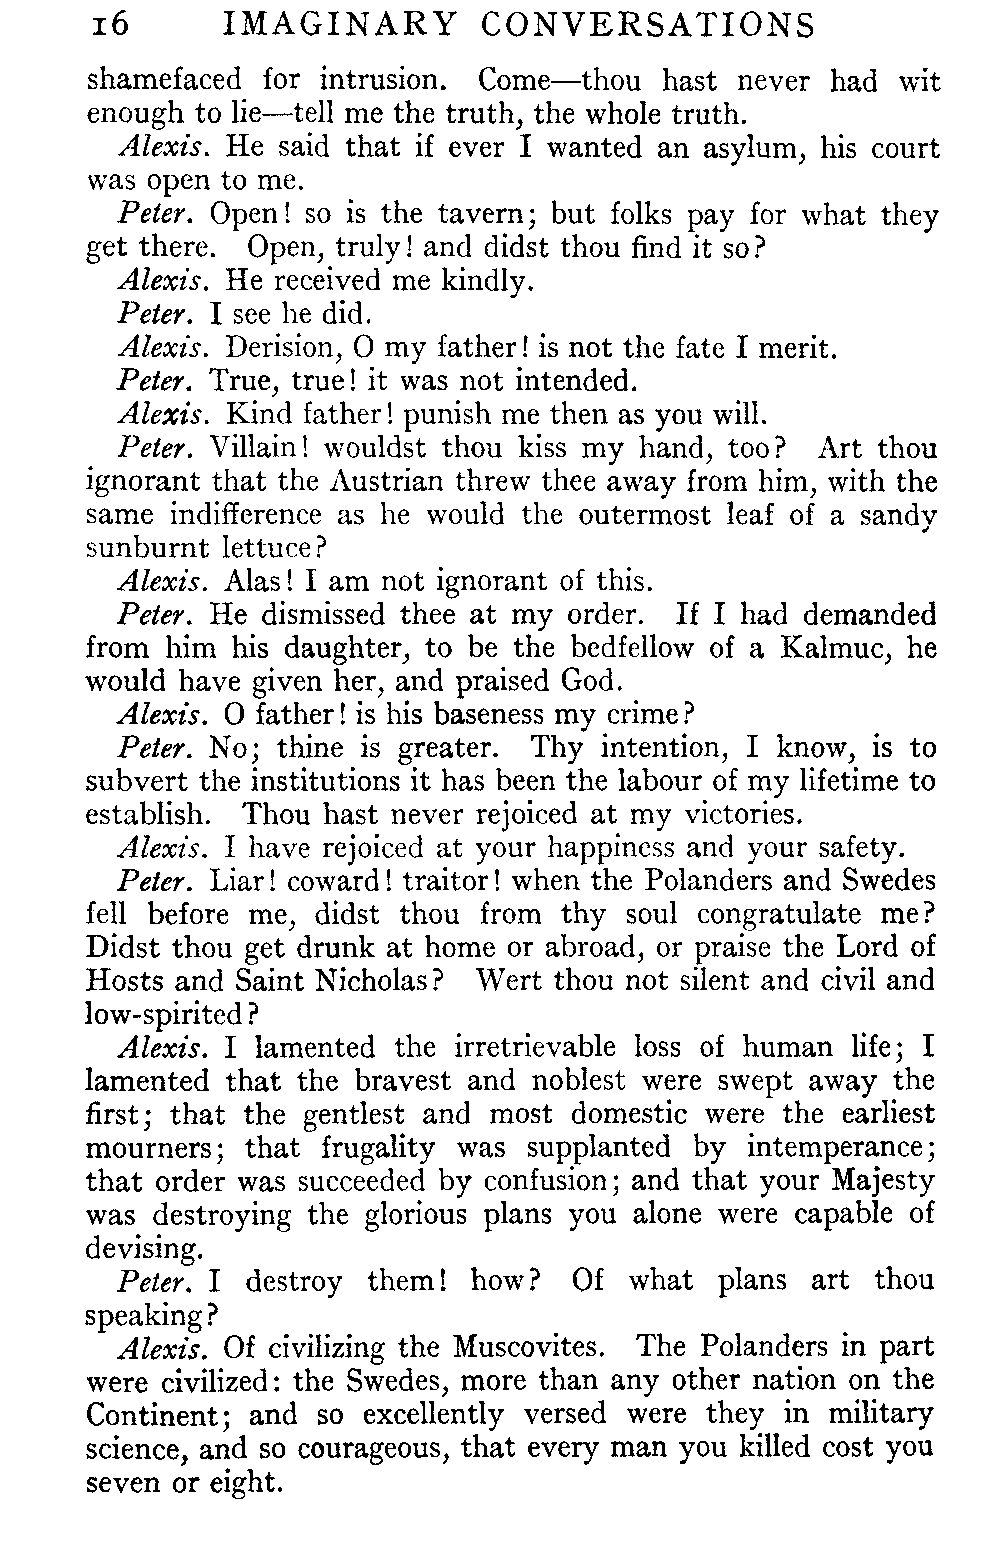 16 IMAGINARY CONVERSATIONS
shamefaced for intrusion. Come—thou hast never had wit
enough to lie—tell me the truth, the whole truth.
Alexis. He said that if ever I wanted an asylum, his court
was open to me.
Peter. Open! so is the tavern; but folks pay for what they
get there. Open, truly! and didst thou find it so?
Alexis. He received me kindly.
Peter. I see he did.
Alexis. Derision, O my father! is not the fate I merit.
Peter. True, true! it was not intended.
Alexis. Kind father! punish me then as you will.
Peter. Villain! wouldst thou kiss my hand, too? Art thou
ignorant that the Austrian threw thee away from him, with the
same indifference as he would the outermost leaf of a sandy
sunburnt lettuce?
Alexis. Alas! I am not ignorant of this.
Peter. He dismissed thee at my order. If I had demanded
from him his daughter, to be the bedfellow of a Kalmuc, he
would have given her, and praised God.
Alexis. O father! is his baseness my crime?
Peter. No; thine is greater. Thy intention, I know, is to
subvert the institutions it has been the labour of my lifetime to
establish. Thou hast never rejoiced at my victories.
Alexis. I have rejoiced at your happiness and your safety.
Peter. Liar! coward! traitor! when the Polanders and Swedes
fell before me, didst thou from thy soul congratulate me?
Didst thou get drunk at home or abroad, or praise the Lord of
Hosts and Saint Nicholas? Wert thou not silent and civil and
low-spirited?
Alexis. I lamented the irretrievable loss of human life; I
lamented that the bravest and noblest were swept away the
first; that the gentlest and most domestic were the earliest
mourners; that frugality was supplanted by intemperance;
that order was succeeded by confusion; and that your Majesty
was destroying the glorious plans you alone were capable of
devising.
Peter. I destroy them! how? Of what plans art thou
speaking?
Alexis. Of civilizing the Muscovites. The Polanders in part
were civilized: the Swedes, more than any other nation on the
Continent; and so excellently versed were they in military
science, and so courageous, that every man you killed cost you
seven or eight.